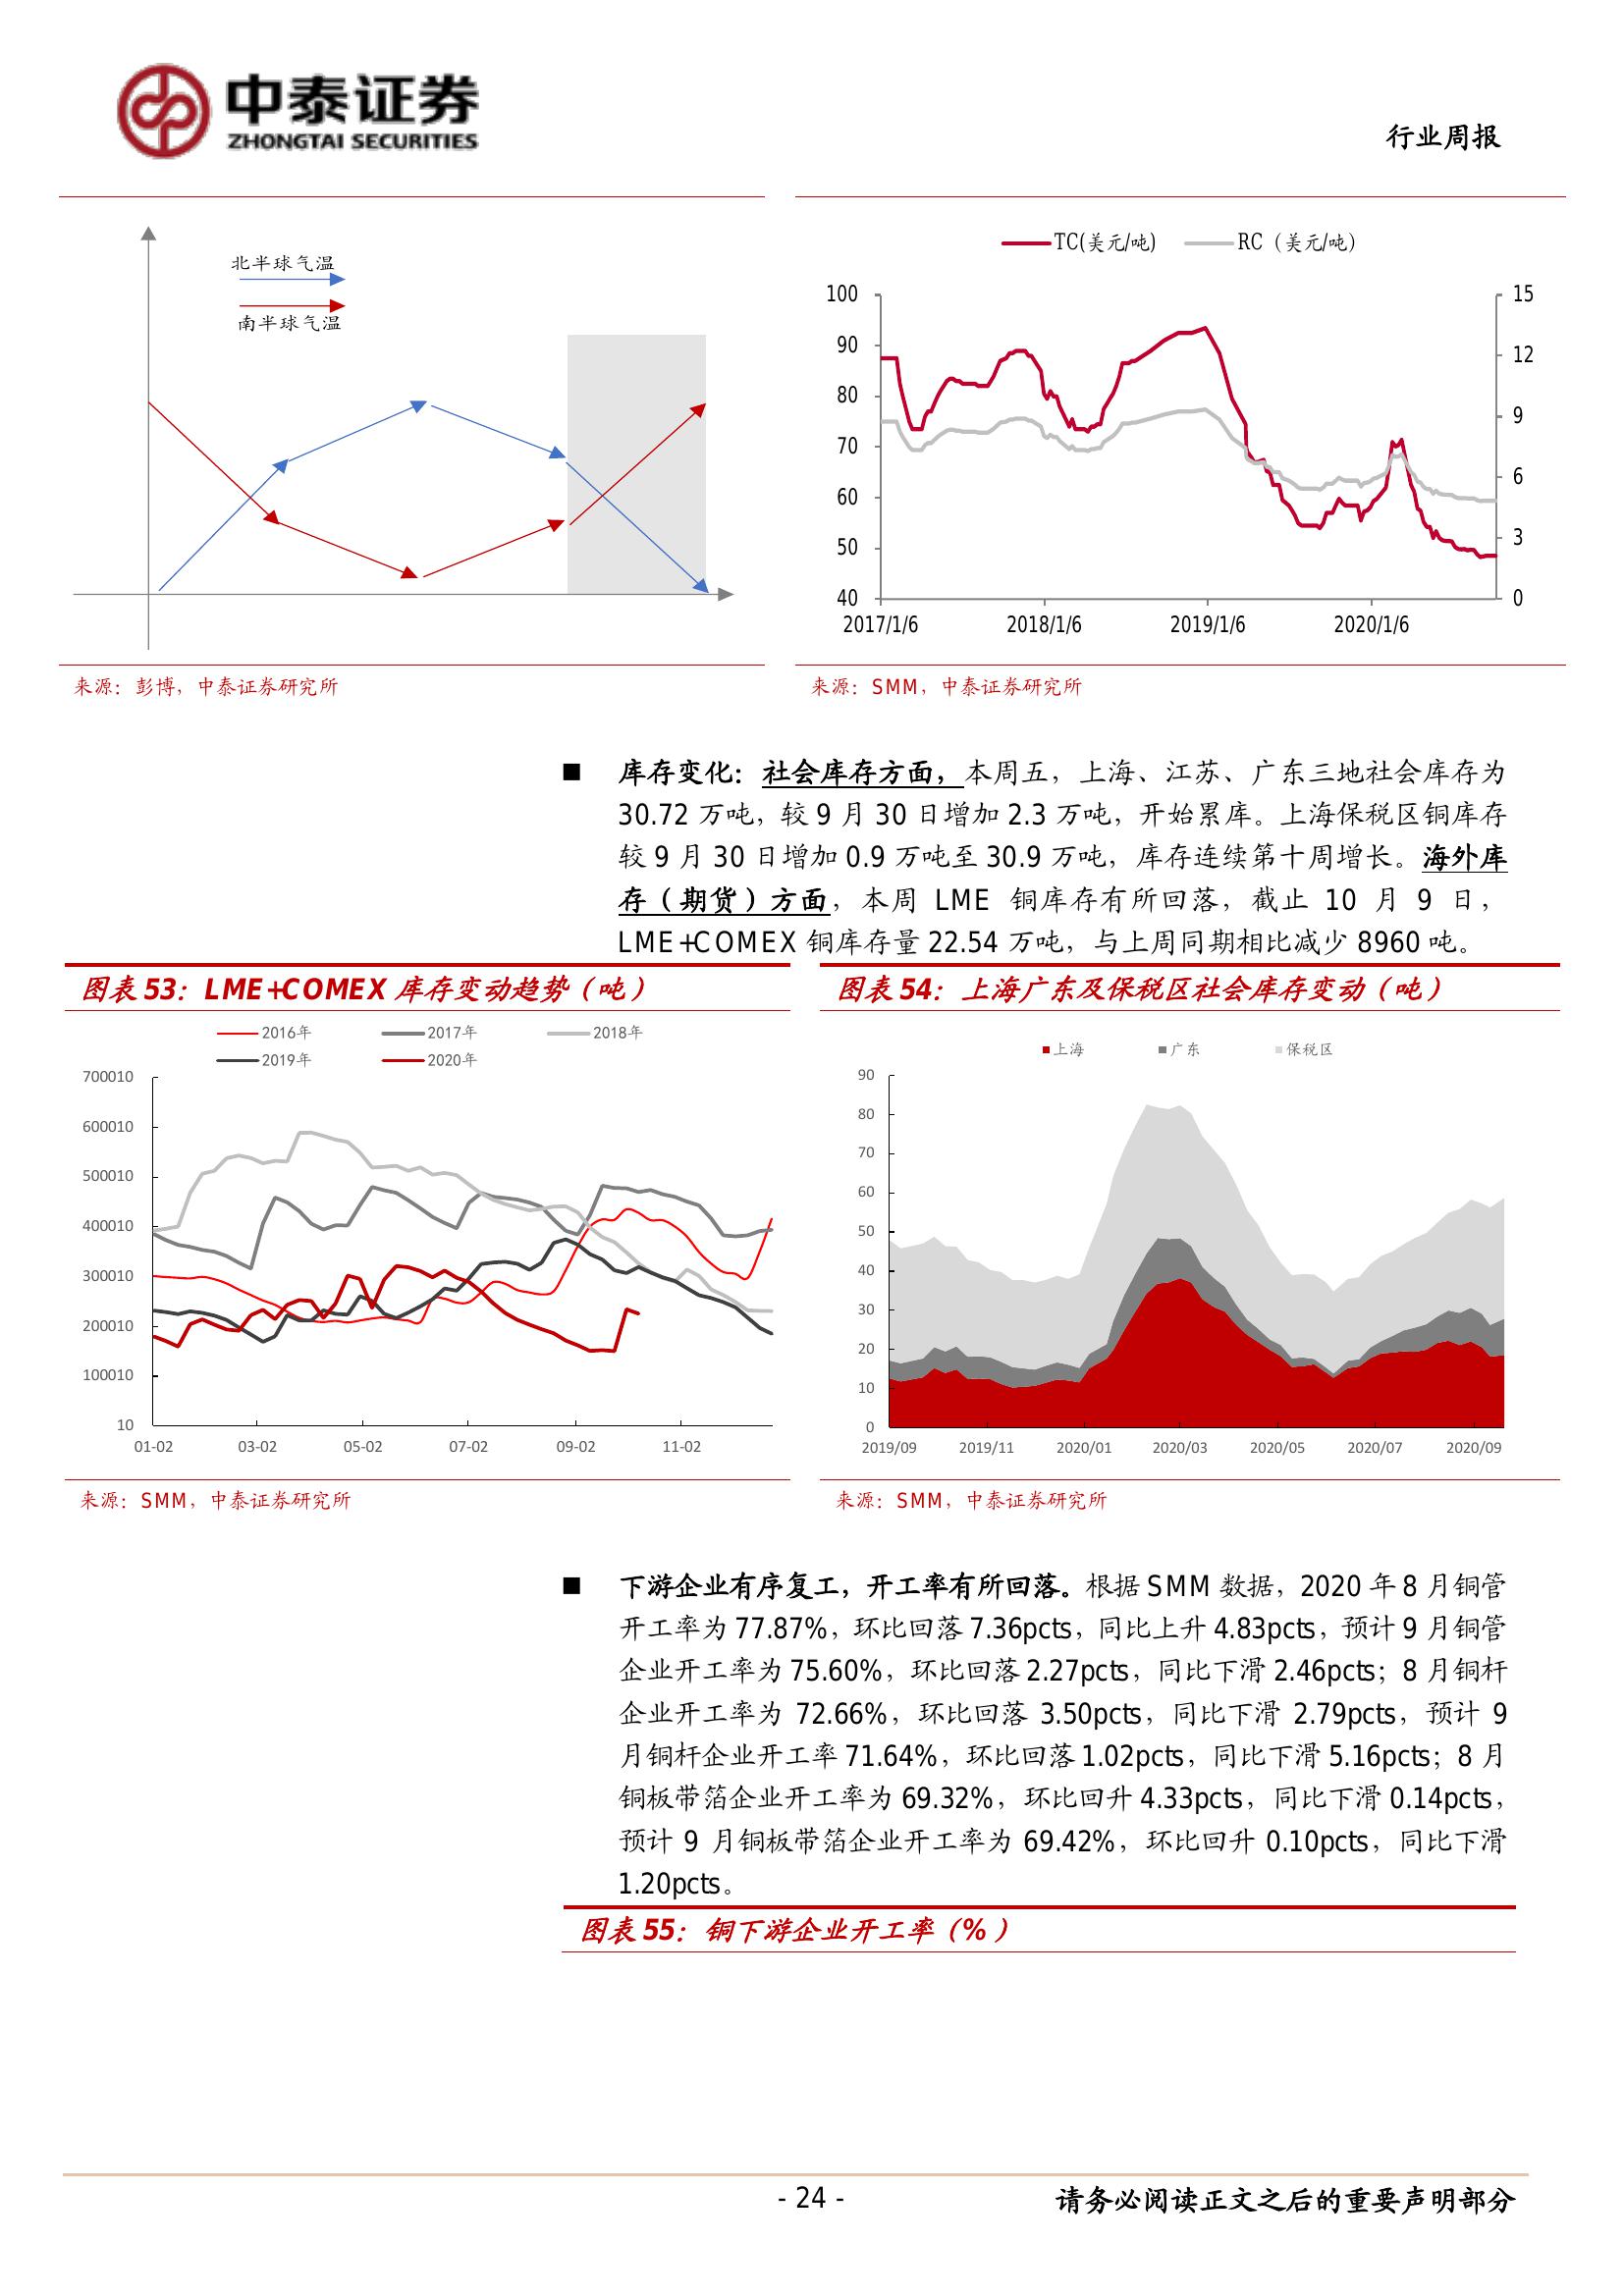 中泰证券
ZHONGTAI SECURITIES
行业周报
北半球气温
南半球气温
TC(美元/吨) RC（美元/吨）
100
90
80
70
60
50
40
15
12
9
6
3
0
2017/1/6 2018/1/6 2019/1/6 2020/1/6
来源：彭博，中泰证券研究所
来源：SMM，中泰证券研究所
■ 库存变化：社会库存方面，本周五，上海、江苏、广东三地社会库存为
30.72 万吨，较 9 月 30 日增加 2.3 万吨，开始累库。上海保税区铜库存
较 9 月 30 日增加 0.9 万吨至 30.9 万吨，库存连续第十周增长。海外库
存（期货）方面，本周 LME 铜库存有所回落，截止 10 月 9 日，
LME+COMEX 铜库存量 22.54 万吨，与上周同期相比减少 8960 吨。
图表 53：LME+COMEX 库存变动趋势（吨）
2016年 2017年 2018年
2019年 2020年
700010
600010
500010
400010
300010
200010
100010
10
01-02 03-02 05-02 07-02 09-02 11-02
来源：SMM，中泰证券研究所
图表 54：上海广东及保税区社会库存变动（吨）
上海 广东 保税区
90
80
70
60
50
40
30
20
10
0
2019/09 2019/11 2020/01 2020/03 2020/05 2020/07 2020/09
来源：SMM，中泰证券研究所
■ 下游企业有序复工，开工率有所回落。根据 SMM 数据，2020 年 8 月铜管
开工率为 77.87%，环比回落 7.36pcts，同比上升 4.83pcts，预计 9 月铜管
企业开工率为 75.60%，环比回落 2.27pcts，同比下滑 2.46pcts；8 月铜杆
企业开工率为 72.66%，环比回落 3.50pcts，同比下滑 2.79pcts，预计 9
月铜杆企业开工率 71.64%，环比回落 1.02pcts，同比下滑 5.16pcts；8 月
铜板带箔企业开工率为 69.32%，环比回升 4.33pcts，同比下滑 0.14pcts，
预计 9 月铜板带箔企业开工率为 69.42%，环比回升 0.10pcts，同比下滑
1.20pcts。
图表 55：铜下游企业开工率（%）
- 24 -
请务必阅读正文之后的重要声明部分